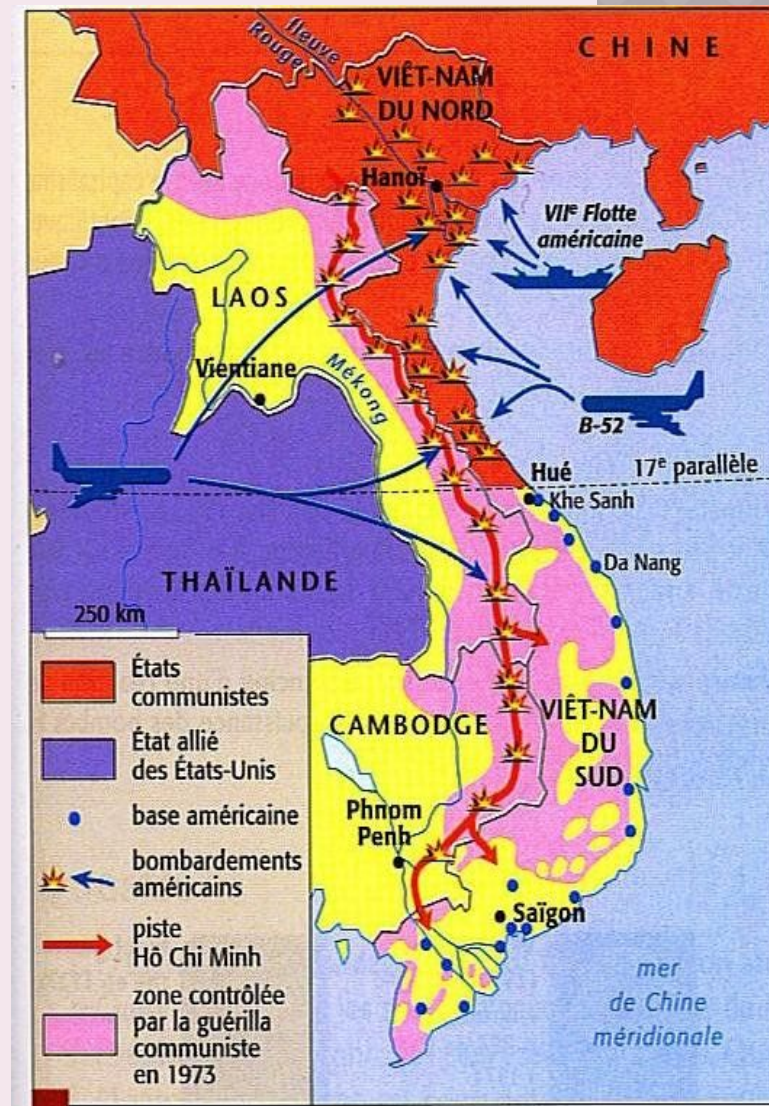 CHINE
fleuve
Rouge
VIÊT-NAM
DU NORD
Hanoï
VIIe Flotte
américaine
LAOS
Vientiane
Mékong
B-52
Hué
17e parallèle
Khe Sanh
Da Nang
THAÏLANDE
250 km
CAMBODGE
VIÊT-NAM
DU
SUD
Phnom
Penh
Saïgon
mer
de Chine
méridionale
États
communistes
État allié
des États-Unis
base américaine
bombardements
américains
piste
Hô Chi Minh
zone contrôlée
par la guérilla
communiste
en 1973